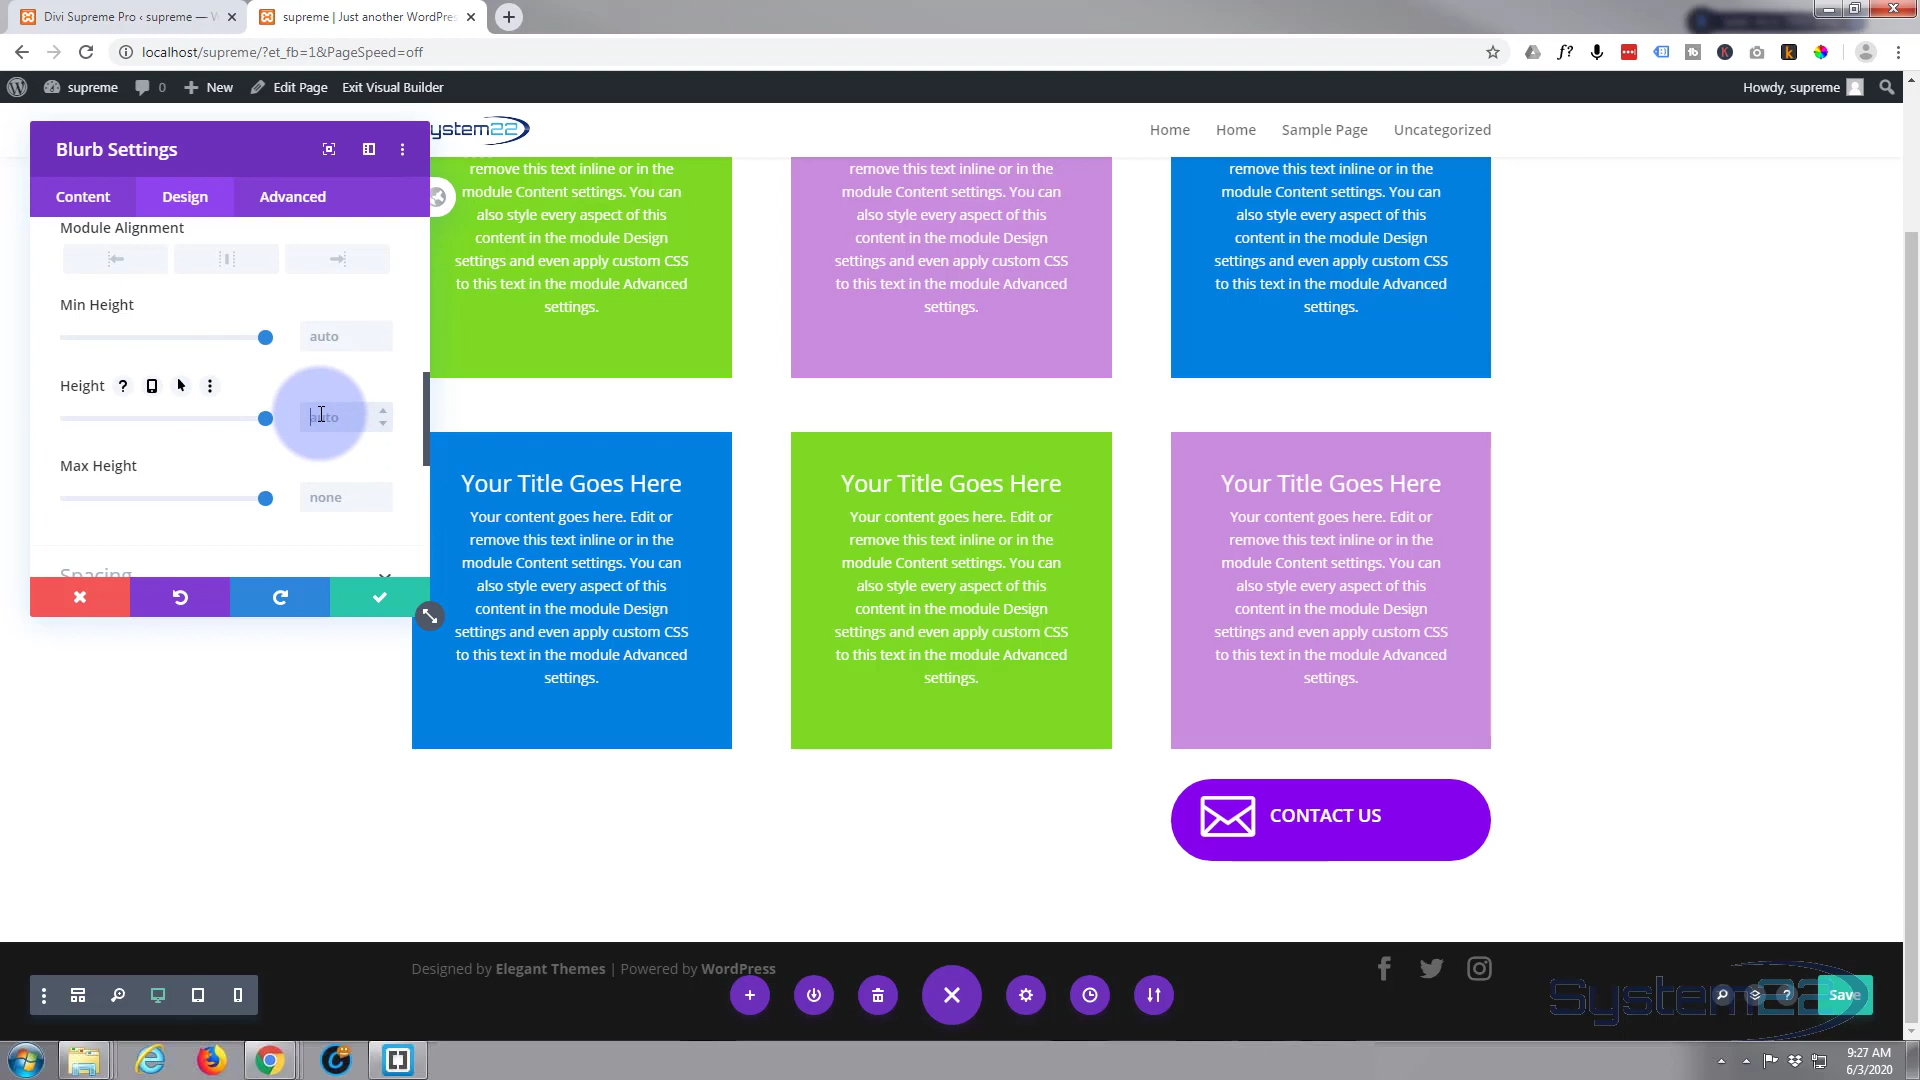 Divi Supreme Pro ‹ supreme —
supreme | Just another WordPres
localhost/supreme/?et_fb=1&PageSpeed=off
supreme
0
New
Edit Page
Exit Visual Builder
Howdy, supreme
ystem22
Home
Home
Sample Page
Uncategorized
Blurb Settings
Content
Design
Advanced
Module Alignment
Min Height
auto
Height
?
auto
Max Height
none
Spacing
remove this text inline or in the
module Content settings. You can
also style every aspect of this
content in the module Design
settings and even apply custom CSS
to this text in the module Advanced
settings.
remove this text inline or in the
module Content settings. You can
also style every aspect of this
content in the module Design
settings and even apply custom CSS
to this text in the module Advanced
settings.
remove this text inline or in the
module Content settings. You can
also style every aspect of this
content in the module Design
settings and even apply custom CSS
to this text in the module Advanced
settings.
Your Title Goes Here
Your content goes here. Edit or
remove this text inline or in the
module Content settings. You can
also style every aspect of this
content in the module Design
settings and even apply custom CSS
to this text in the module Advanced
settings.
Your Title Goes Here
Your content goes here. Edit or
remove this text inline or in the
module Content settings. You can
also style every aspect of this
content in the module Design
settings and even apply custom CSS
to this text in the module Advanced
settings.
Your Title Goes Here
Your content goes here. Edit or
remove this text inline or in the
module Content settings. You can
also style every aspect of this
content in the module Design
settings and even apply custom CSS
to this text in the module Advanced
settings.
CONTACT US
Designed by Elegant Themes | Powered by WordPress
System22
?
Save
9:27 AM
6/3/2020